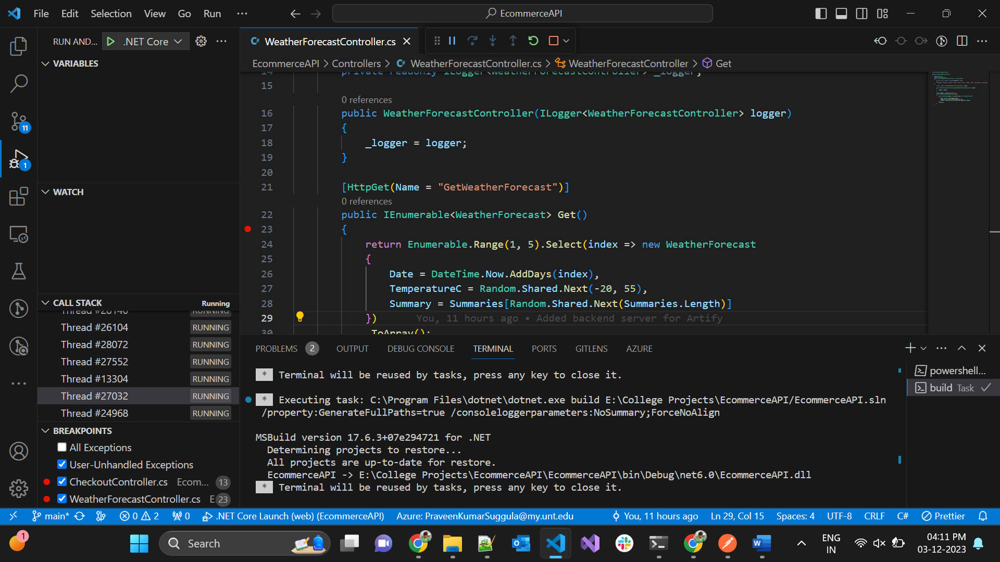 File Edit Selection View Go Run ···
EcommerceAPI
RUN AND... .NET Core
WeatherForecastController.cs
EcommerceAPI > Controllers > WeatherForecastController.cs > WeatherForecastController > Get
VARIABLES
WATCH
CALL STACK Running
Thread #28140 RUNNING
Thread #26104 RUNNING
Thread #28072 RUNNING
Thread #27552 RUNNING
Thread #13304 RUNNING
Thread #27032 RUNNING
Thread #24968 RUNNING
BREAKPOINTS
All Exceptions
User-Unhandled Exceptions
CheckoutController.cs Ecom... 13
WeatherForecastController.cs E 23
11
1
14 private readonly ILogger<WeatherForecastController> _logger;
15
0 references
16 public WeatherForecastController(ILogger<WeatherForecastController> logger)
17 {
18 _logger = logger;
19 }
20
21 [HttpGet(Name = "GetWeatherForecast")]
0 references
22 public IEnumerable<WeatherForecast> Get()
23 {
24 return Enumerable.Range(1, 5).Select(index => new WeatherForecast
25 {
26 Date = DateTime.Now.AddDays(index),
27 TemperatureC = Random.Shared.Next(-20, 55),
28 Summary = Summaries[Random.Shared.Next(Summaries.Length)]
29 }) You, 11 hours ago • Added backend server for Artify
30 .ToArray();
PROBLEMS 2 OUTPUT DEBUG CONSOLE TERMINAL PORTS GITLENS AZURE
* Terminal will be reused by tasks, press any key to close it.
* Executing task: C:\Program Files\dotnet\dotnet.exe build E:\College Projects\EcommerceAPI/EcommerceAPI.sln
/property:GenerateFullPaths=true /consoleloggerparameters:NoSummary;ForceNoAlign
MSBuild version 17.6.3+07e294721 for .NET
Determining projects to restore...
All projects are up-to-date for restore.
EcommerceAPI -> E:\College Projects\EcommerceAPI\EcommerceAPI\bin\Debug\net6.0\EcommerceAPI.dll
* Terminal will be reused by tasks, press any key to close it.
powershell...
build Task
main* 0 2 0 .NET Core Launch (web) (EcommerceAPI) Azure: PraveenKumarSuggula@my.unt.edu You, 11 hours ago Ln 29, Col 15 Spaces: 4 UTF-8 CRLF C# Prettier
1 Search ENG 04:11 PM
IN 03-12-2023